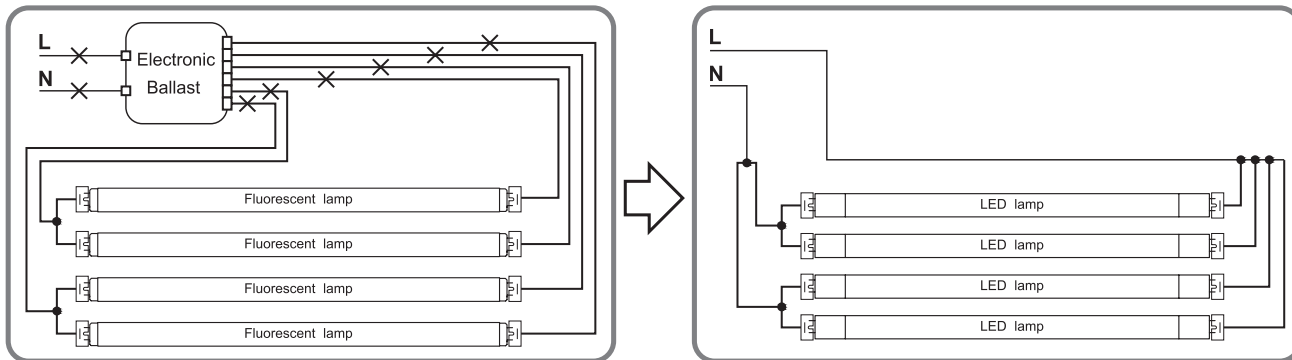 L
N
Electronic
Ballast
Fluorescent lamp
Fluorescent lamp
Fluorescent lamp
Fluorescent lamp
L
N
LED lamp
LED lamp
LED lamp
LED lamp